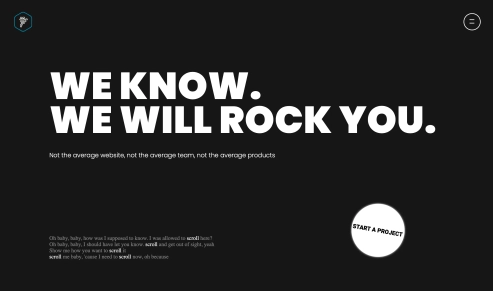 WE KNOW.
WE WILL ROCK YOU.
Not the average website, not the average team, not the average products
START A PROJECT
Oh baby, baby, how was I supposed to know. I was allowed to scroll here?
Oh baby, baby, I should have let you know. scroll and get out of sight, yeah
Show me how you want to scroll it
scroll me baby, 'cause I need to scroll now, oh because